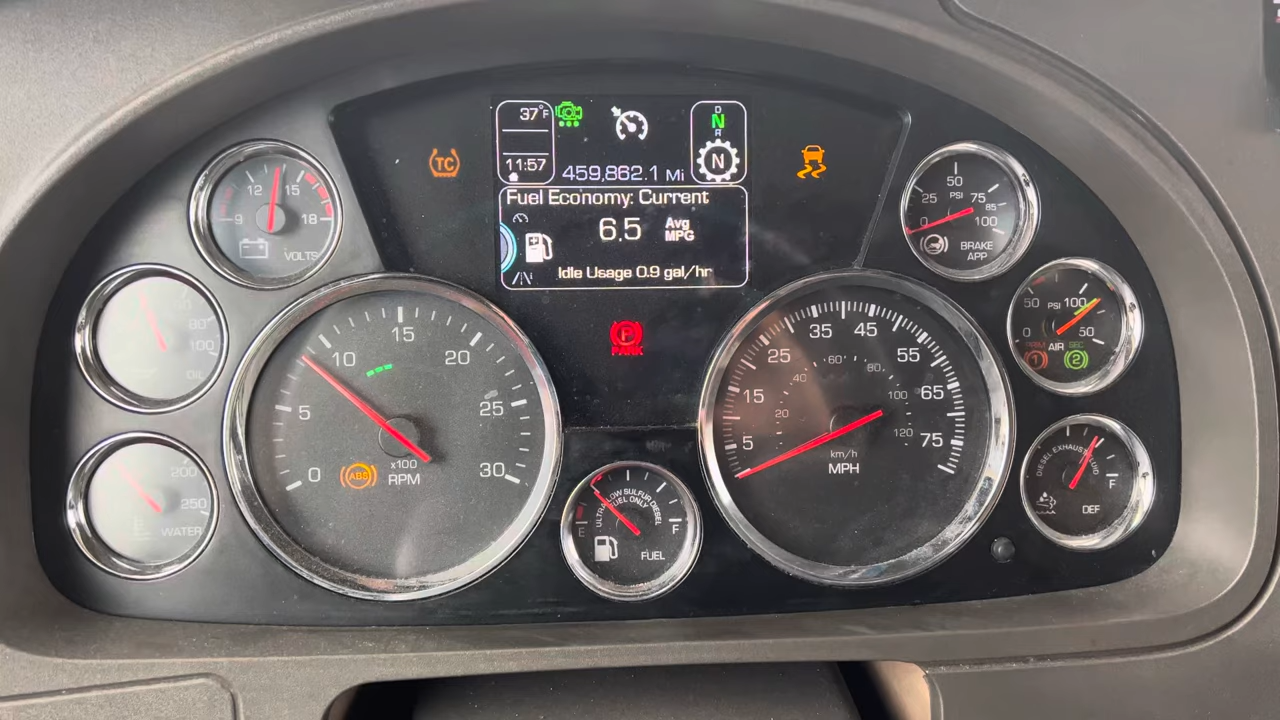 37°F
11:57
459,862.1 Mi
D
N
R
N
Fuel Economy: Current
6.5 Avg MPG
Idle Usage 0.9 gal/hr
TC
PARK
9 12 15 18
VOLTS
80
100
OIL
200
250
WATER
0 5 10 15 20 25 30
x100
RPM
ABS
ULTRA LOW SULFUR DIESEL
FUEL ONLY
E F
FUEL
5 15 25 35 45 55 65 75
20 40 60 80 100 120
km/h
MPH
0 25 50 75 85 100
PSI
BRAKE
APP
50 PSI 100
0 50
AIR
PRIM SEC
1 2
DIESEL EXHAUST FLUID
F
DEF